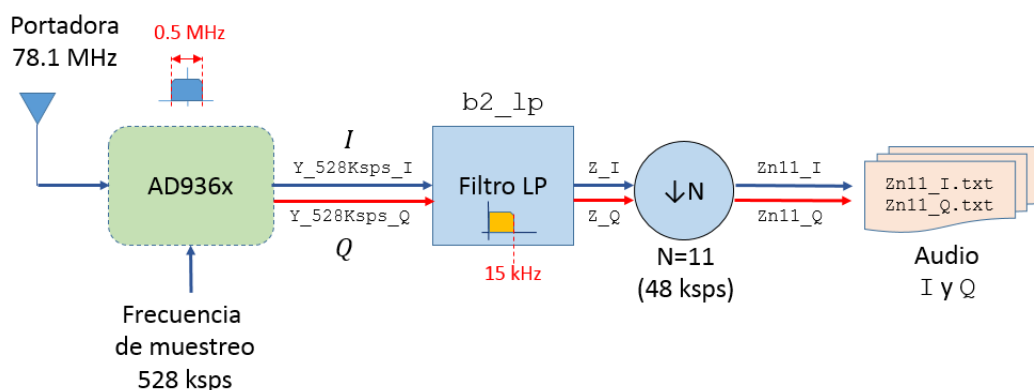 Portadora
78.1 MHz
0.5 MHz
AD936x
Frecuencia
de muestreo
528 ksps
I
Y_528Ksps_I
Y_528Ksps_Q
Q
b2_lp
Filtro LP
15 kHz
Z_I
Z_Q
↓N
N=11
(48 ksps)
Zn11_I
Zn11_Q
Zn11_I.txt
Zn11_Q.txt
Audio
I y Q